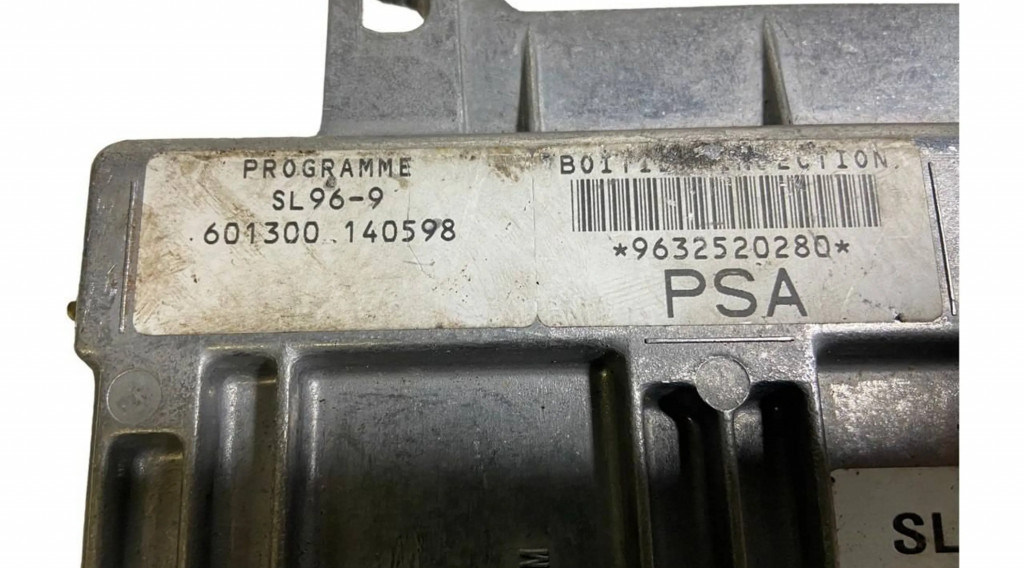 PROGRAMME
SL96-9
601300 140598
*9632520280*
PSA
SL
M